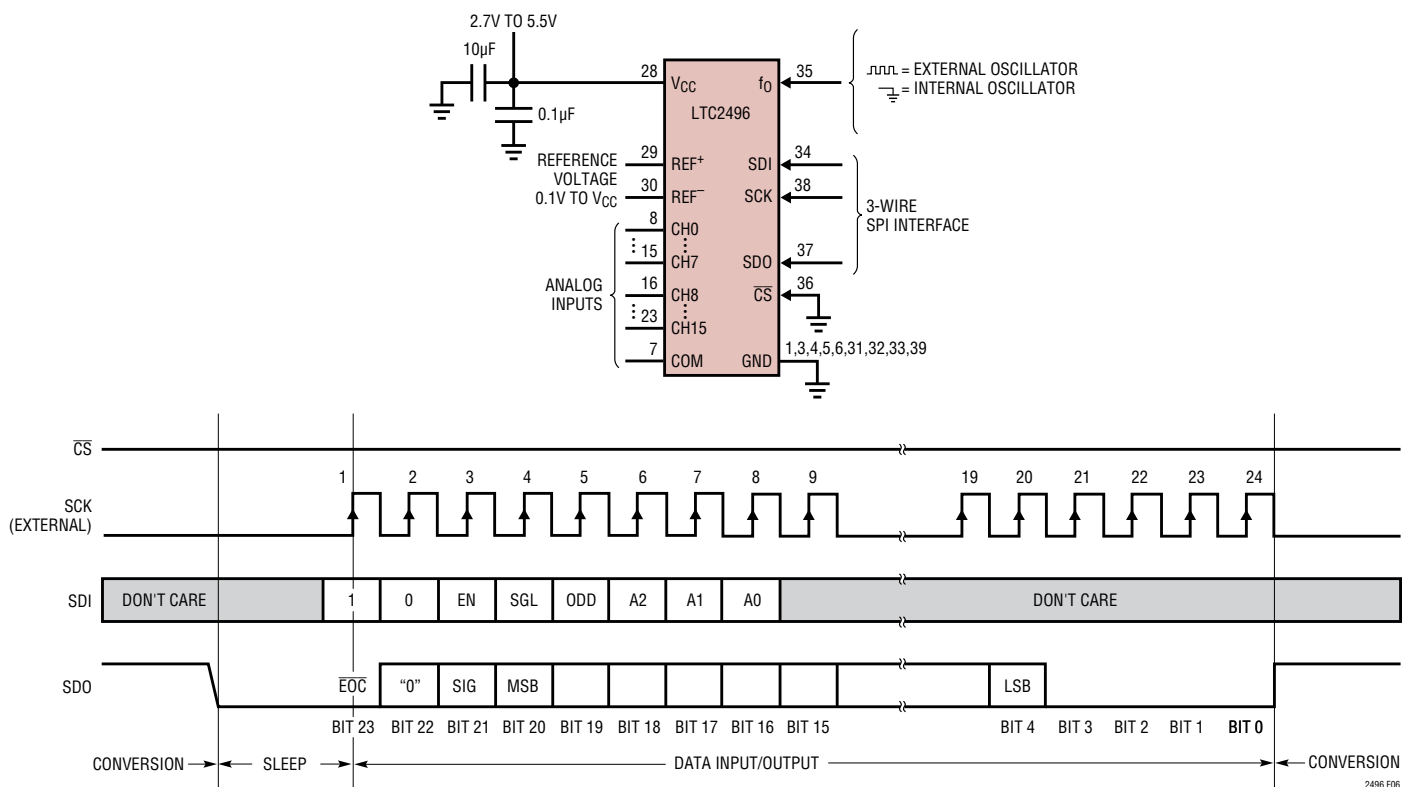 2.7V TO 5.5V
10µF
0.1µF
28
VCC
fO
35
= EXTERNAL OSCILLATOR
= INTERNAL OSCILLATOR
LTC2496
REFERENCE
VOLTAGE
0.1V TO VCC
29
REF+
30
REF–
SDI
34
SCK
38
SDO
37
CS
36
3-WIRE
SPI INTERFACE
ANALOG
INPUTS
8
CH0
15
CH7
16
CH8
23
CH15
7
COM
GND
1,3,4,5,6,31,32,33,39
CS
SCK
(EXTERNAL)
1 2 3 4 5 6 7 8 9 19 20 21 22 23 24
SDI
DON'T CARE 1 0 EN SGL ODD A2 A1 A0 DON'T CARE
SDO
EOC "0" SIG MSB LSB
BIT 23 BIT 22 BIT 21 BIT 20 BIT 19 BIT 18 BIT 17 BIT 16 BIT 15 BIT 4 BIT 3 BIT 2 BIT 1 BIT 0
CONVERSION SLEEP DATA INPUT/OUTPUT CONVERSION
2496 F06